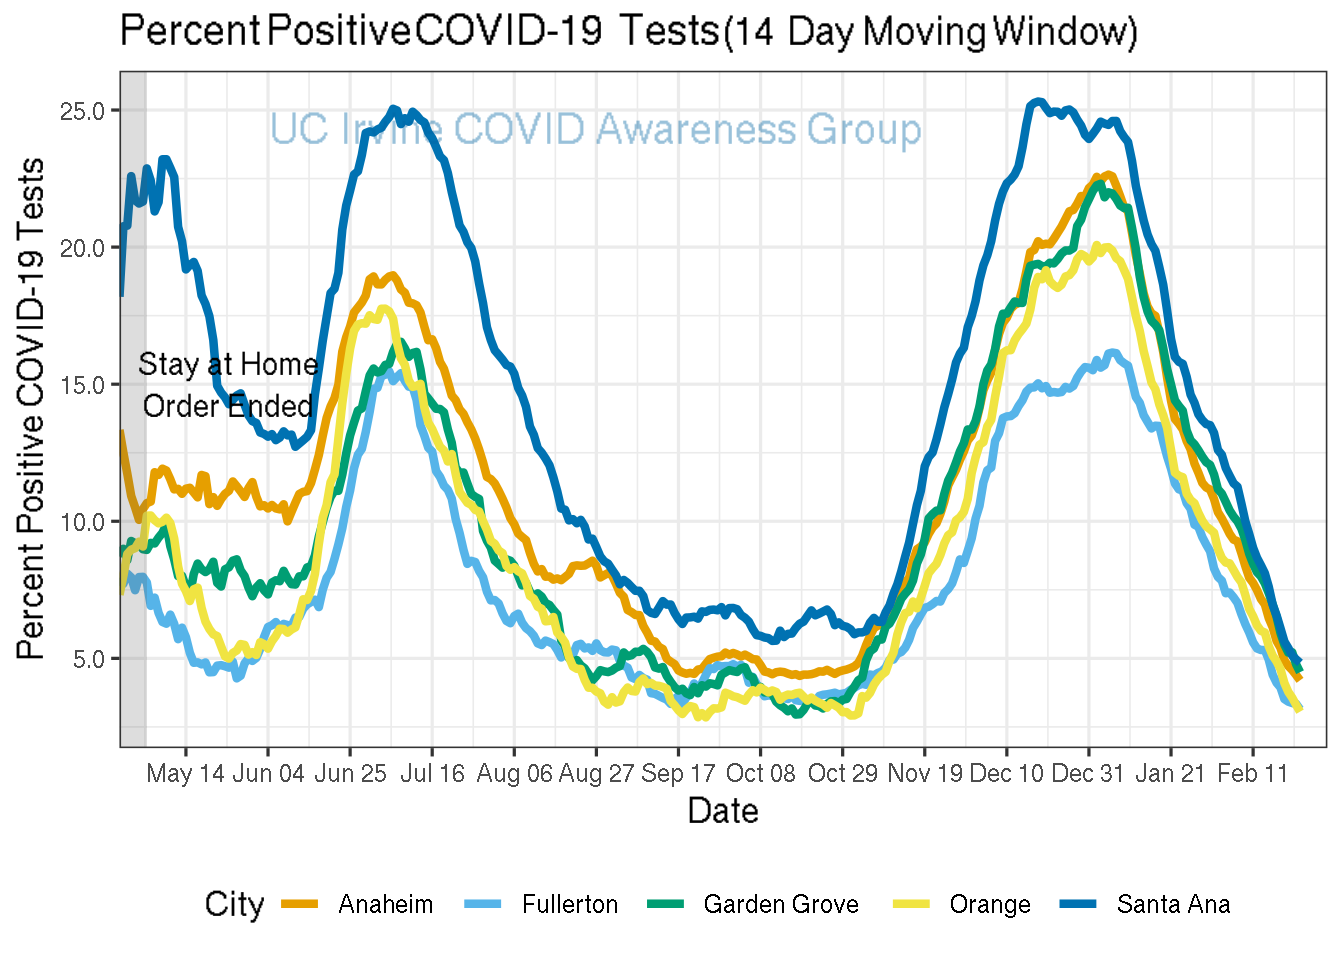 Percent Positive COVID-19 Tests (14 Day Moving Window)
UC Irvine COVID Awareness Group
Percent Positive COVID-19 Tests
25.0
20.0
15.0
10.0
5.0
Stay at Home
Order Ended
May 14 Jun 04 Jun 25 Jul 16 Aug 06 Aug 27 Sep 17 Oct 08 Oct 29 Nov 19 Dec 10 Dec 31 Jan 21 Feb 11
Date
City Anaheim Fullerton Garden Grove Orange Santa Ana